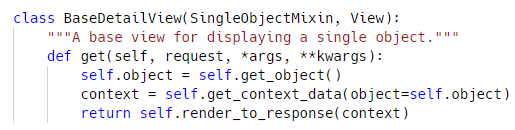 class BaseDetailView(SingleObjectMixin, View):
    """A base view for displaying a single object."""
    def get(self, request, *args, **kwargs):
        self.object = self.get_object()
        context = self.get_context_data(object=self.object)
        return self.render_to_response(context)